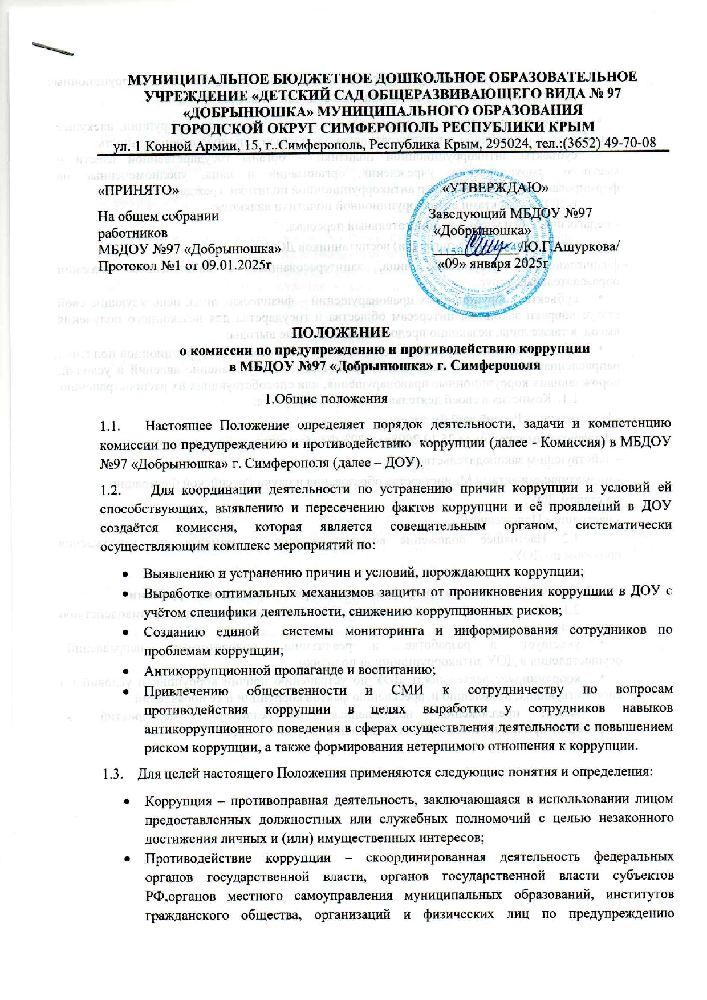 МУНИЦИПАЛЬНОЕ БЮДЖЕТНОЕ ДОШКОЛЬНОЕ ОБРАЗОВАТЕЛЬНОЕ
УЧРЕЖДЕНИЕ «ДЕТСКИЙ САД ОБЩЕРАЗВИВАЮЩЕГО ВИДА № 97
«ДОБРЫНЮШКА» МУНИЦИПАЛЬНОГО ОБРАЗОВАНИЯ
ГОРОДСКОЙ ОКРУГ СИМФЕРОПОЛЬ РЕСПУБЛИКИ КРЫМ
ул. 1 Конной Армии, 15, г..Симферополь, Республика Крым, 295024, тел.:(3652) 49-70-08
«ПРИНЯТО»
На общем собрании
работников
МБДОУ №97 «Добрынюшка»
Протокол №1 от 09.01.2025г
«УТВЕРЖДАЮ»
Заведующий МБДОУ №97
«Добрынюшка»
/Ю.Г.Ашуркова/
«09» января 2025г
ПОЛОЖЕНИЕ
о комиссии по предупреждению и противодействию коррупции
в МБДОУ №97 «Добрынюшка» г. Симферополя
1.Общие положения
1.1. Настоящее Положение определяет порядок деятельности, задачи и компетенцию
комиссии по предупреждению и противодействию коррупции (далее - Комиссия) в МБДОУ
№97 «Добрынюшка» г. Симферополя (далее – ДОУ).
1.2. Для координации деятельности по устранению причин коррупции и условий ей
способствующих, выявлению и пересечению фактов коррупции и её проявлений в ДОУ
создаётся комиссия, которая является совещательным органом, систематически
осуществляющим комплекс мероприятий по:
• Выявлению и устранению причин и условий, порождающих коррупции;
• Выработке оптимальных механизмов защиты от проникновения коррупции в ДОУ с
учётом специфики деятельности, снижению коррупционных рисков;
• Созданию единой системы мониторинга и информирования сотрудников по
проблемам коррупции;
• Антикоррупционной пропаганде и воспитанию;
• Привлечению общественности и СМИ к сотрудничеству по вопросам
противодействия коррупции в целях выработки у сотрудников навыков
антикоррупционного поведения в сферах осуществления деятельности с повышением
риском коррупции, а также формирования нетерпимого отношения к коррупции.
1.3. Для целей настоящего Положения применяются следующие понятия и определения:
• Коррупция – противоправная деятельность, заключающаяся в использовании лицом
предоставленных должностных или служебных полномочий с целью незаконного
достижения личных и (или) имущественных интересов;
• Противодействие коррупции – скоординированная деятельность федеральных
органов государственной власти, органов государственной власти субъектов
РФ,органов местного самоуправления муниципальных образований, институтов
гражданского общества, организаций и физических лиц по предупреждению